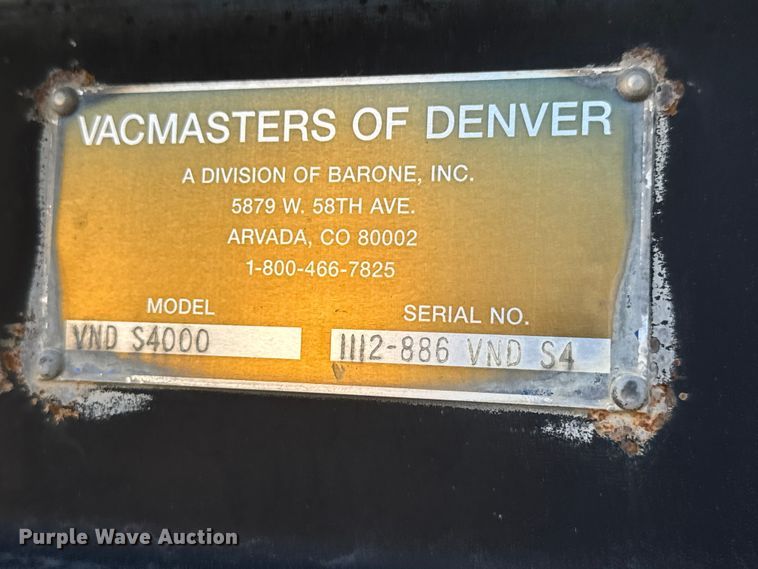 VACMASTERS OF DENVER
A DIVISION OF BARONE, INC.
5879 W. 58TH AVE.
ARVADA, CO 80002
1-800-466-7825
MODEL SERIAL NO.
VND S4000 1112-886 VND S4
Purple Wave Auction